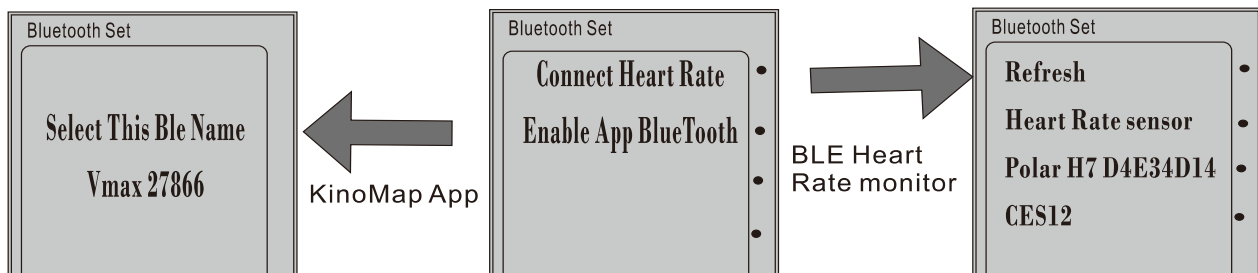 Bluetooth Set
Select This Ble Name
Vmax 27866
KinoMap App
Bluetooth Set
Connect Heart Rate
Enable App BlueTooth
BLE Heart
Rate monitor
Bluetooth Set
Refresh
Heart Rate sensor
Polar H7 D4E34D14
CES12